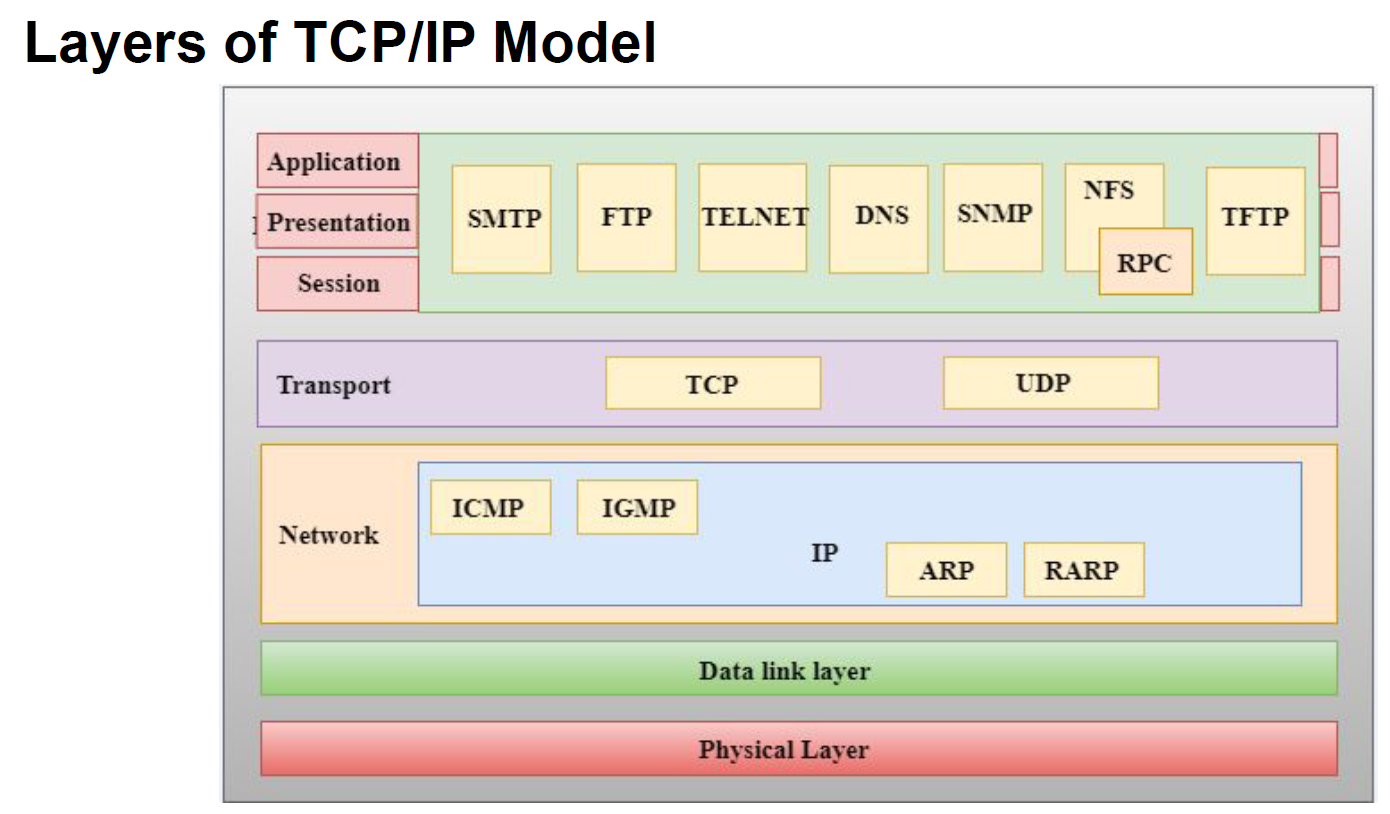 Layers of TCP/IP Model
Application
Presentation
Session
SMTP
FTP
TELNET
DNS
SNMP
NFS
RPC
TFTP
Transport
TCP
UDP
Network
ICMP
IGMP
IP
ARP
RARP
Data link layer
Physical Layer